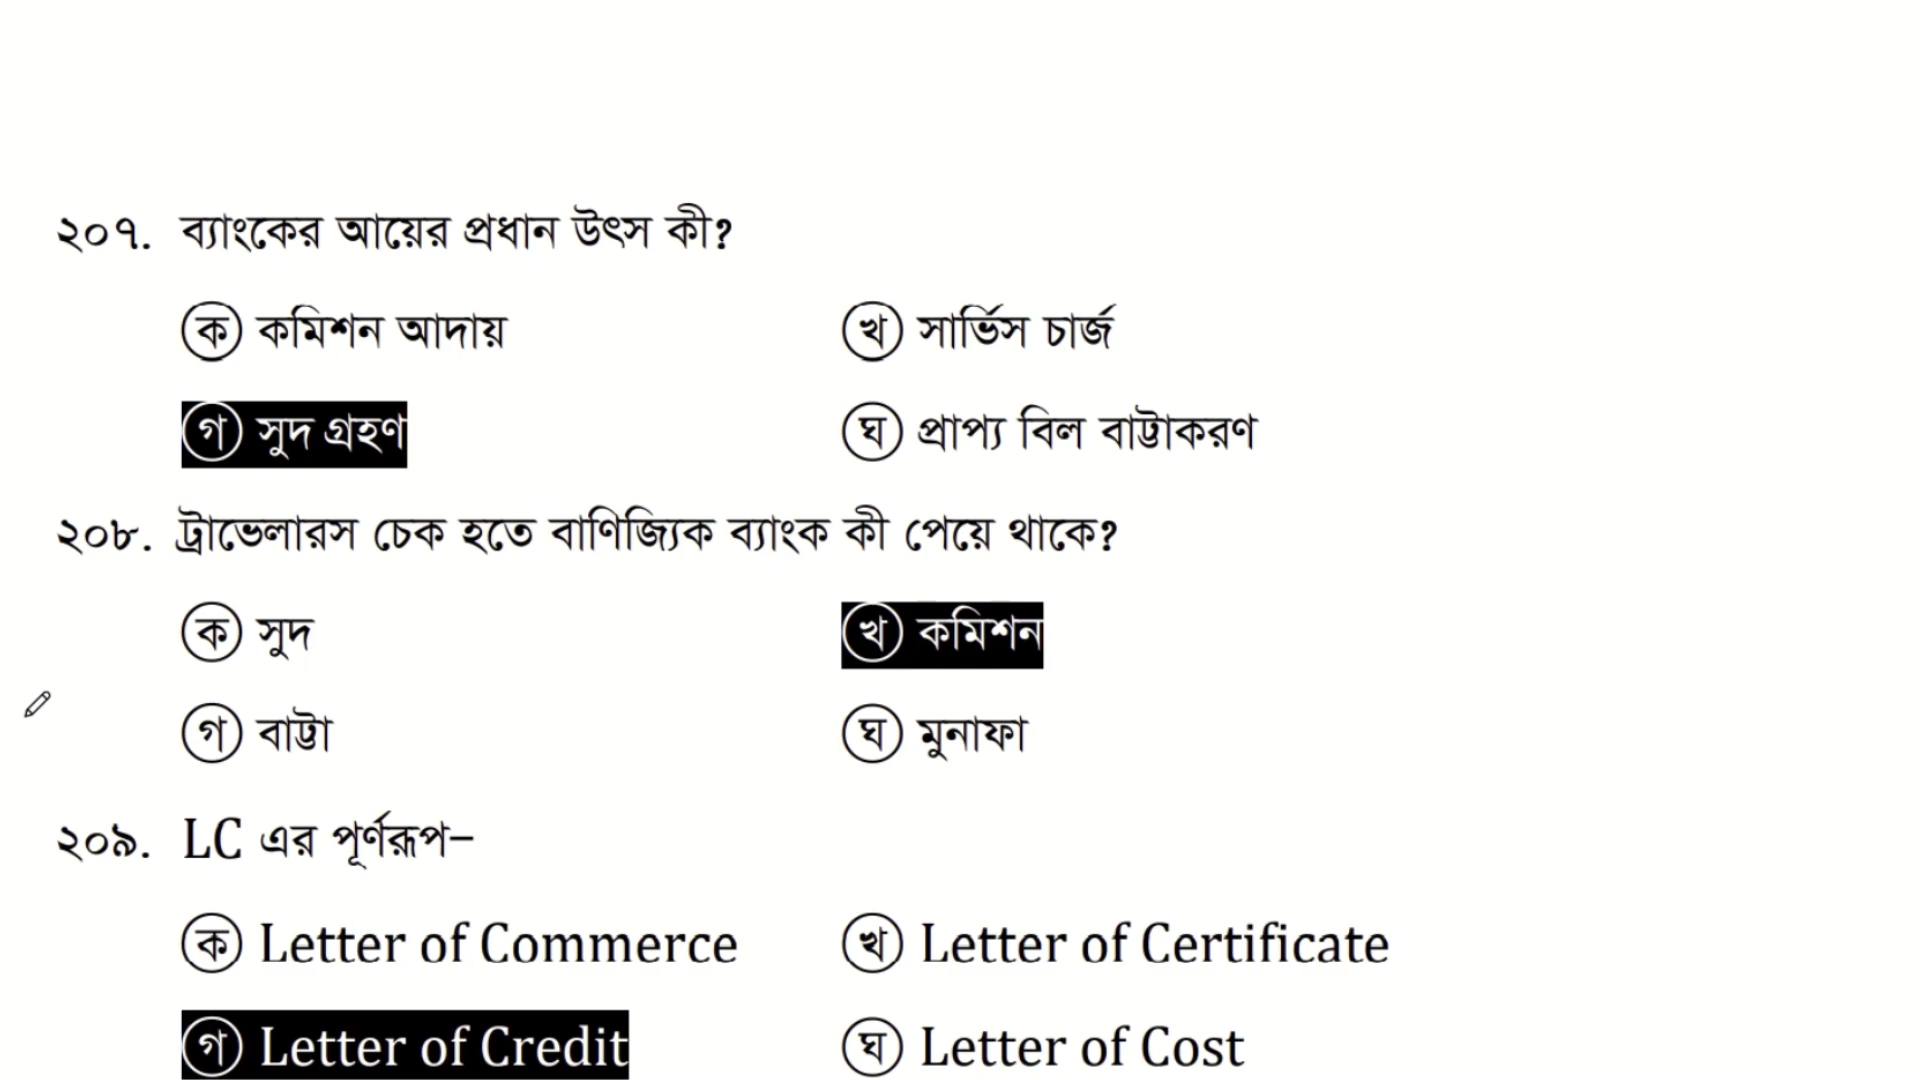 ২০৭. ব্যাংকের আয়ের প্রধান উৎস কী?
ক কমিশন আদায় খ সার্ভিস চার্জ
গ সুদ গ্রহণ ঘ প্রাপ্য বিল বাট্টাকরণ
২০৮. ট্রাভেলারস চেক হতে বাণিজ্যিক ব্যাংক কী পেয়ে থাকে?
ক সুদ খ কমিশন
গ বাট্টা ঘ মুনাফা
২০৯. LC এর পূর্ণরূপ–
ক Letter of Commerce খ Letter of Certificate
গ Letter of Credit ঘ Letter of Cost